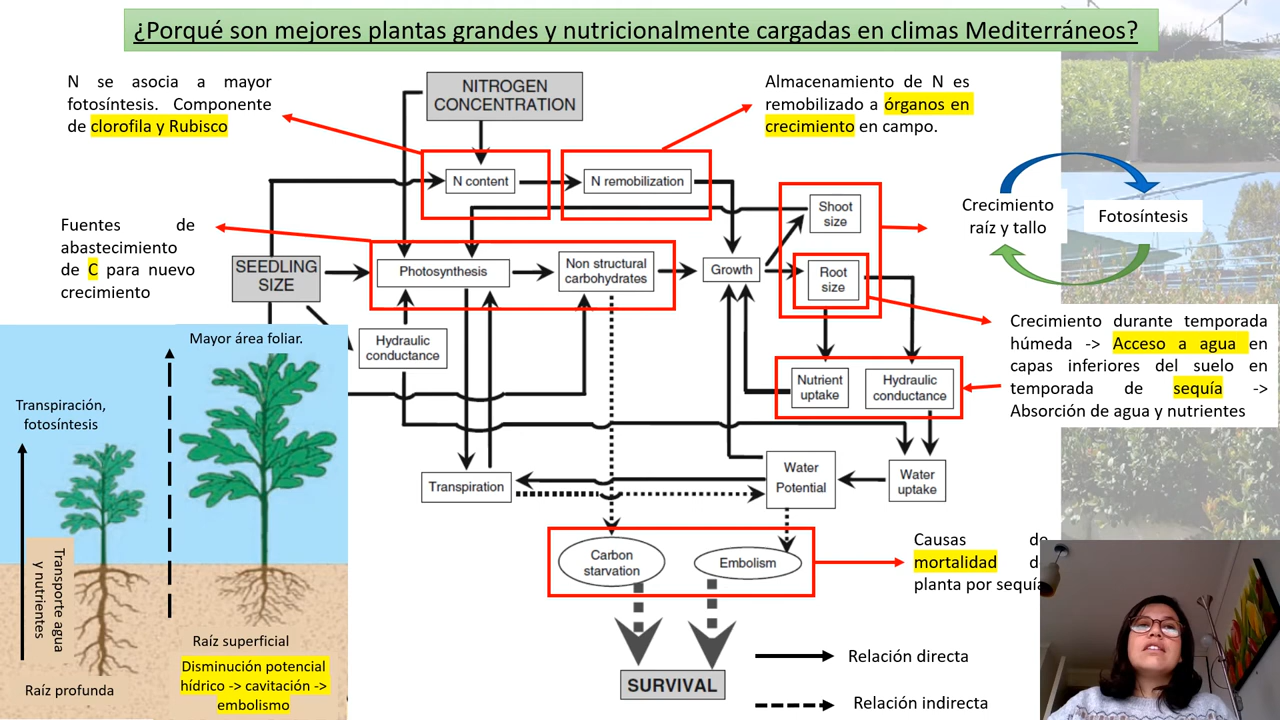 ¿Porqué son mejores plantas grandes y nutricionalmente cargadas en climas Mediterráneos?
N se asocia a mayor
fotosíntesis. Componente
de clorofila y Rubisco
NITROGEN
CONCENTRATION
Almacenamiento de N es
remobilizado a órganos en
crecimiento en campo.
N content
N remobilization
Shoot
size
Crecimiento
raíz y tallo
Fotosíntesis
Fuentes de
abastecimiento
de C para nuevo
crecimiento
SEEDLING
SIZE
Photosynthesis
Non structural
carbohydrates
Growth
Root
size
Hydraulic
conductance
Crecimiento durante temporada
húmeda -> Acceso a agua en
capas inferiores del suelo en
temporada de sequía ->
Absorción de agua y nutrientes
Nutrient
uptake
Hydraulic
conductance
Mayor área foliar.
Transpiración,
fotosíntesis
Transpiration
Water
Potential
Water
uptake
Carbon
starvation
Embolism
Causas de
mortalidad d
planta por sequía
Transporte agua
y nutrientes
Raíz superficial
Disminución potencial
hídrico -> cavitación ->
embolismo
Raíz profunda
SURVIVAL
Relación directa
Relación indirecta